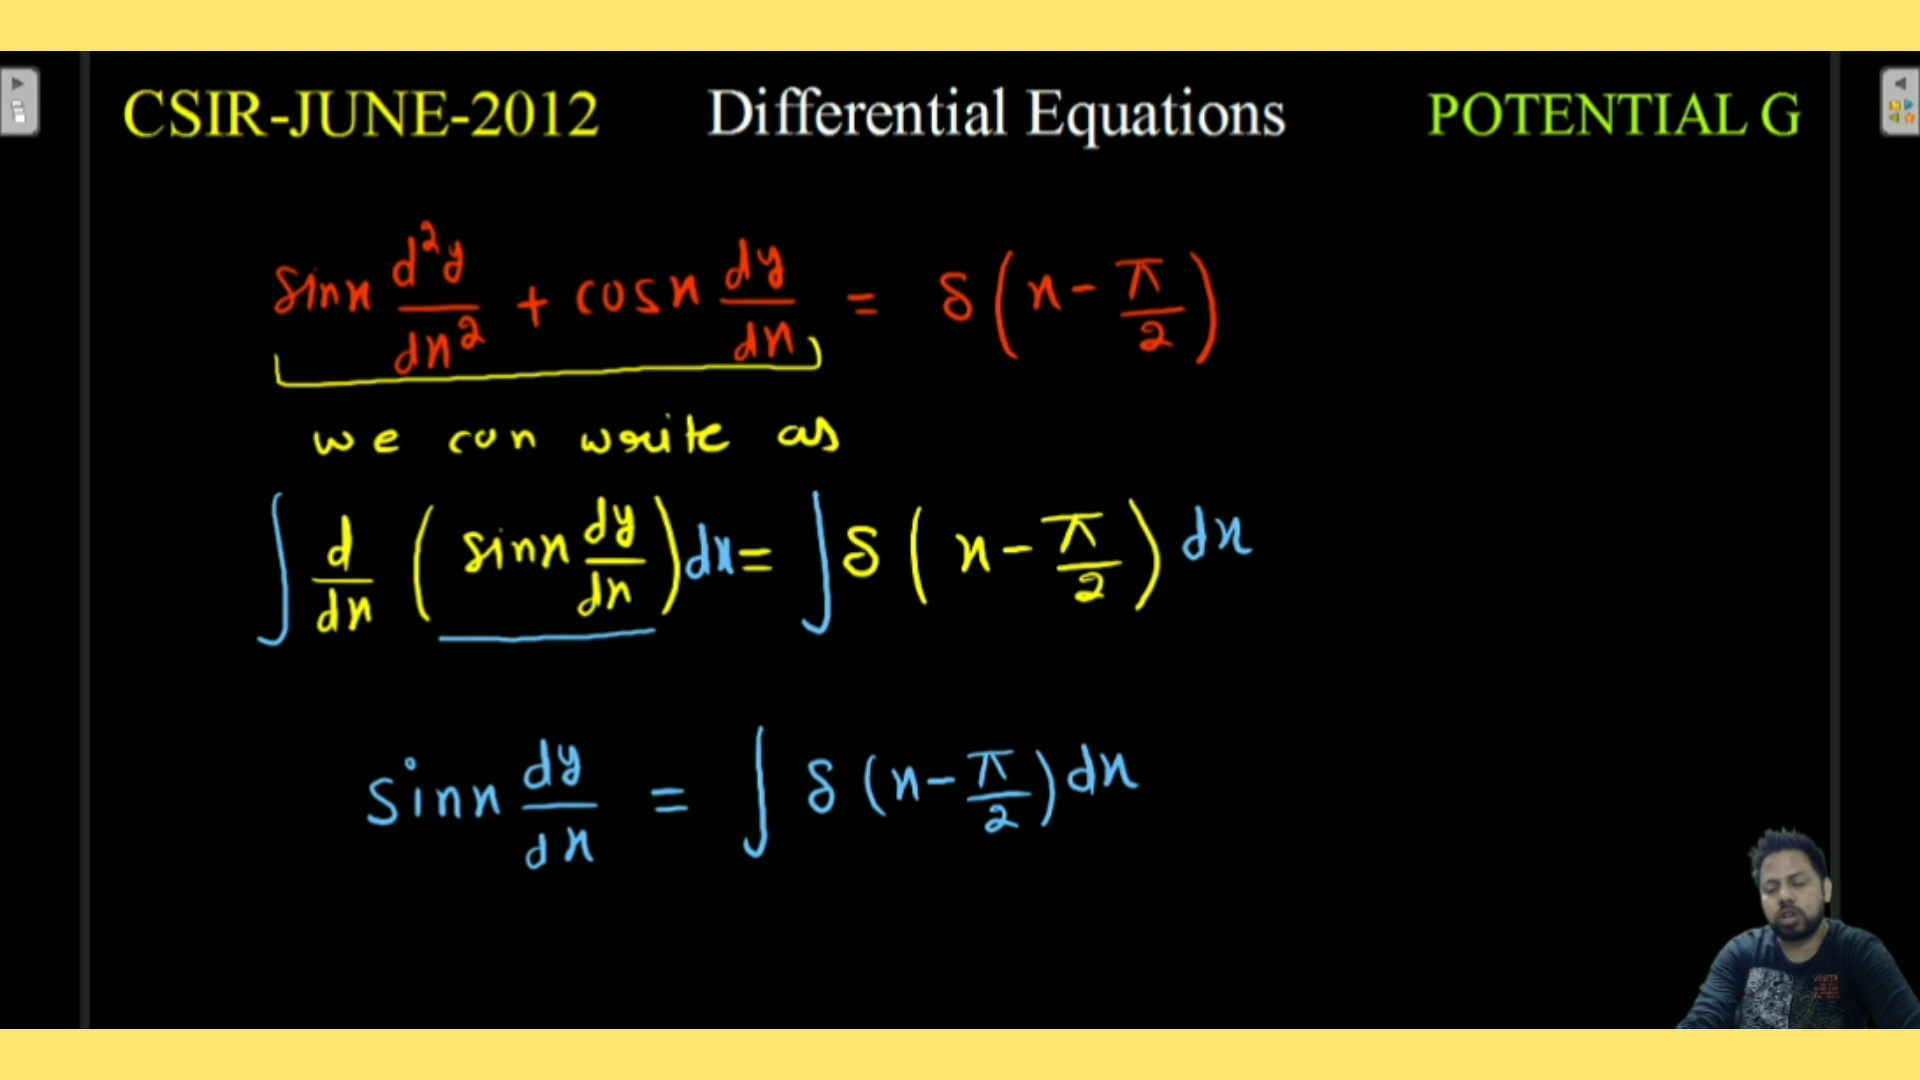 CSIR-JUNE-2012 Differential Equations POTENTIAL G
sinx d²y/dx² + cosx dy/dx = δ(x - π/2)
we can write as
∫ d/dx (sinx dy/dx) dx = ∫ δ(x - π/2) dx
sinx dy/dx = ∫ δ(x - π/2) dx